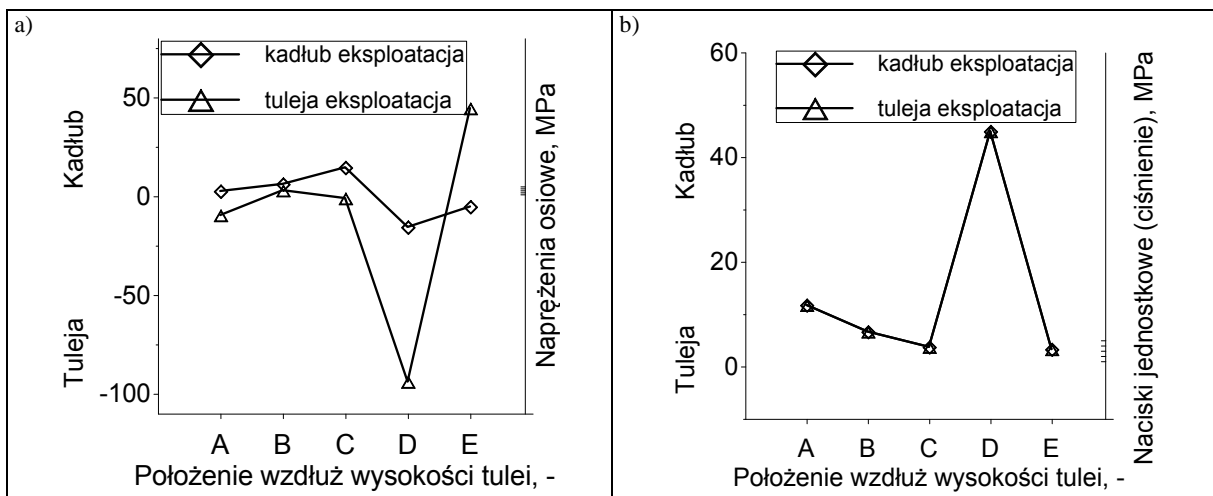 a)
kadłub eksploatacja
tuleja eksploatacja
50
0
-50
-100
Kadłub
Tuleja
Naprężenia osiowe, MPa
A B C D E
Położenie wzdłuż wysokości tulei, -
b)
kadłub eksploatacja
tuleja eksploatacja
60
40
20
0
Kadłub
Tuleja
Naciski jednostkowe (ciśnienie), MPa
A B C D E
Położenie wzdłuż wysokości tulei, -